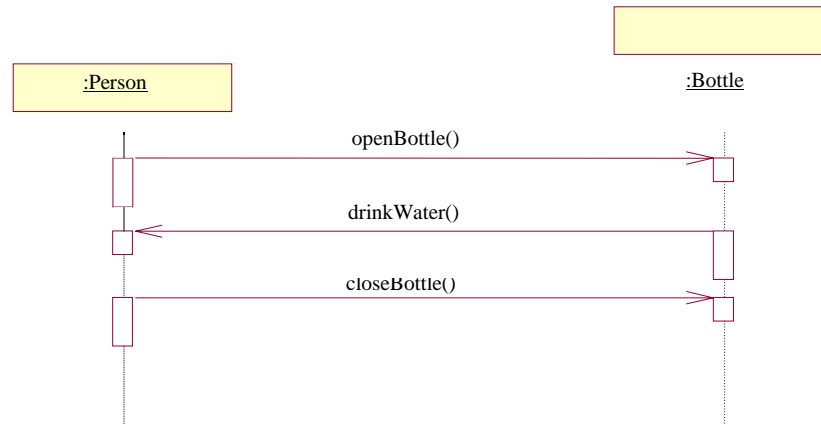 :Person
:Bottle
openBottle()
drinkWater()
closeBottle()